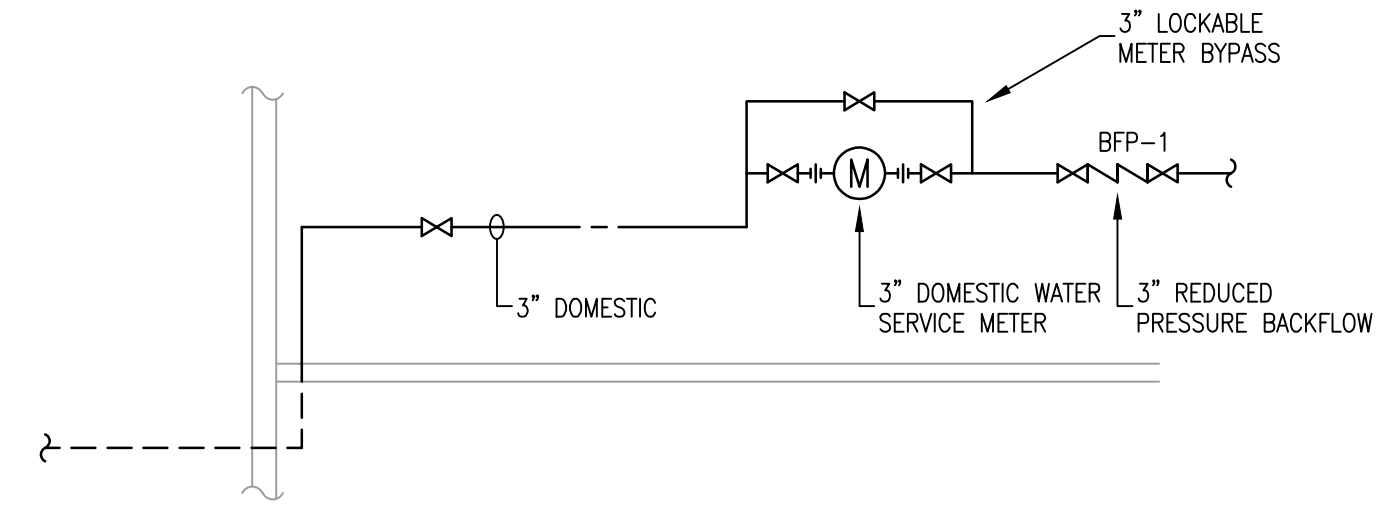 3” LOCKABLE
METER BYPASS
BFP-1
M
3” DOMESTIC
3” DOMESTIC WATER
SERVICE METER
3” REDUCED
PRESSURE BACKFLOW